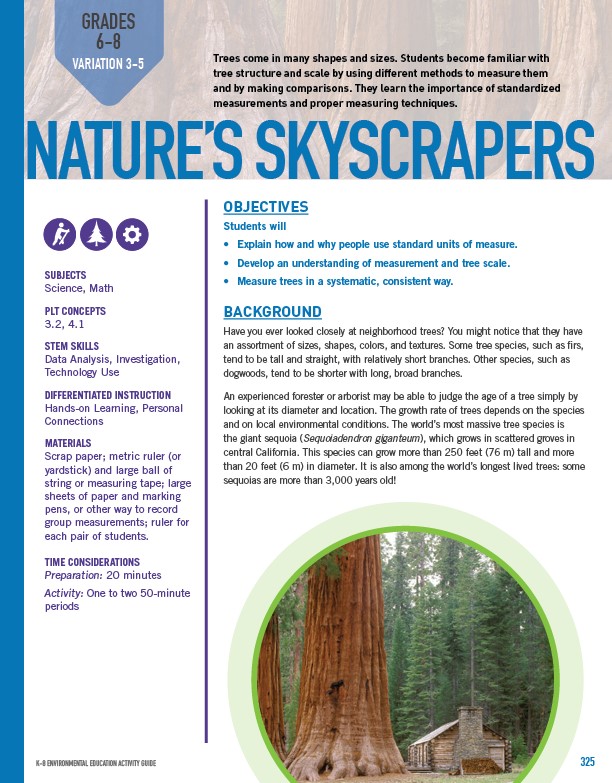 GRADES
6–8
VARIATION 3–5
Trees come in many shapes and sizes. Students become familiar with
tree structure and scale by using different methods to measure them
and by making comparisons. They learn the importance of standardized
measurements and proper measuring techniques.
NATURE'S SKYSCRAPERS
SUBJECTS
Science, Math
PLT CONCEPTS
3.2, 4.1
STEM SKILLS
Data Analysis, Investigation,
Technology Use
DIFFERENTIATED INSTRUCTION
Hands-on Learning, Personal
Connections
MATERIALS
Scrap paper; metric ruler (or
yardstick) and large ball of
string or measuring tape; large
sheets of paper and marking
pens, or other way to record
group measurements; ruler for
each pair of students.
TIME CONSIDERATIONS
Preparation: 20 minutes
Activity: One to two 50-minute
periods
OBJECTIVES
Students will
• Explain how and why people use standard units of measure.
• Develop an understanding of measurement and tree scale.
• Measure trees in a systematic, consistent way.
BACKGROUND
Have you ever looked closely at neighborhood trees? You might notice that they have
an assortment of sizes, shapes, colors, and textures. Some tree species, such as firs,
tend to be tall and straight, with relatively short branches. Other species, such as
dogwoods, tend to be shorter with long, broad branches.
An experienced forester or arborist may be able to judge the age of a tree simply by
looking at its diameter and location. The growth rate of trees depends on the species
and on local environmental conditions. The world's most massive tree species is
the giant sequoia (Sequoiadendron giganteum), which grows in scattered groves in
central California. This species can grow more than 250 feet (76 m) tall and more
than 20 feet (6 m) in diameter. It is also among the world's longest lived trees: some
sequoias are more than 3,000 years old!
K–8 ENVIRONMENTAL EDUCATION ACTIVITY GUIDE
325